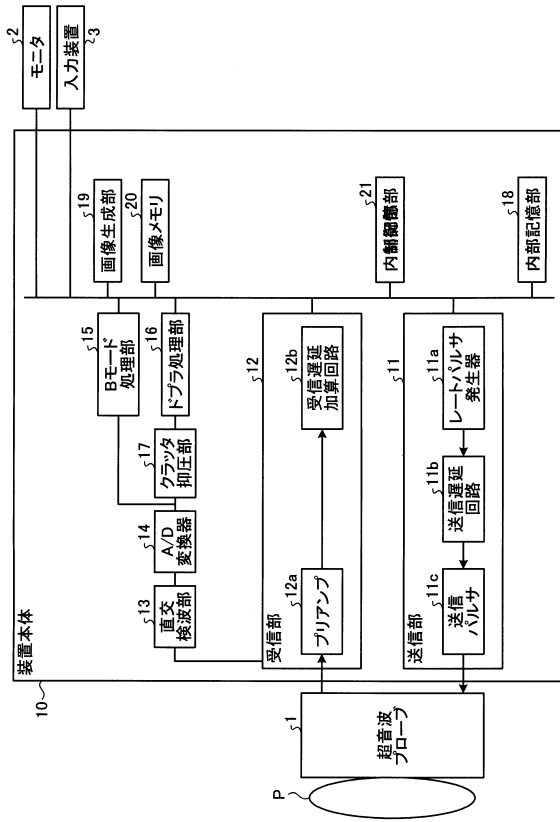 10
装置本体
2
モニタ
3
入力装置
19
画像生成部
15
Bモード
処理部
20
画像メモリ
13
直交
検波部
14
A/D
変換器
17
クラッタ
抑圧部
16
ドプラ処理部
P
1
超音波
プローブ
受信部
12
12a
プリアンプ
12b
受信遅延
加算回路
21
送信部
11
11c
送信
パルサ
11b
送信遅延
回路
11a
レートパルサ
発生器
18
内部記憶部